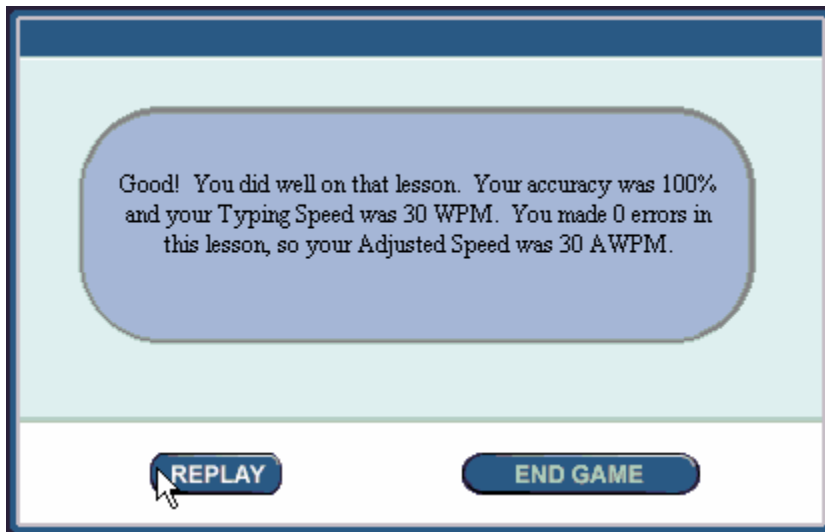 Good!  You did well on that lesson.  Your accuracy was 100%
and your Typing Speed was 30 WPM.  You made 0 errors in
this lesson, so your Adjusted Speed was 30 AWPM.
REPLAY
END GAME